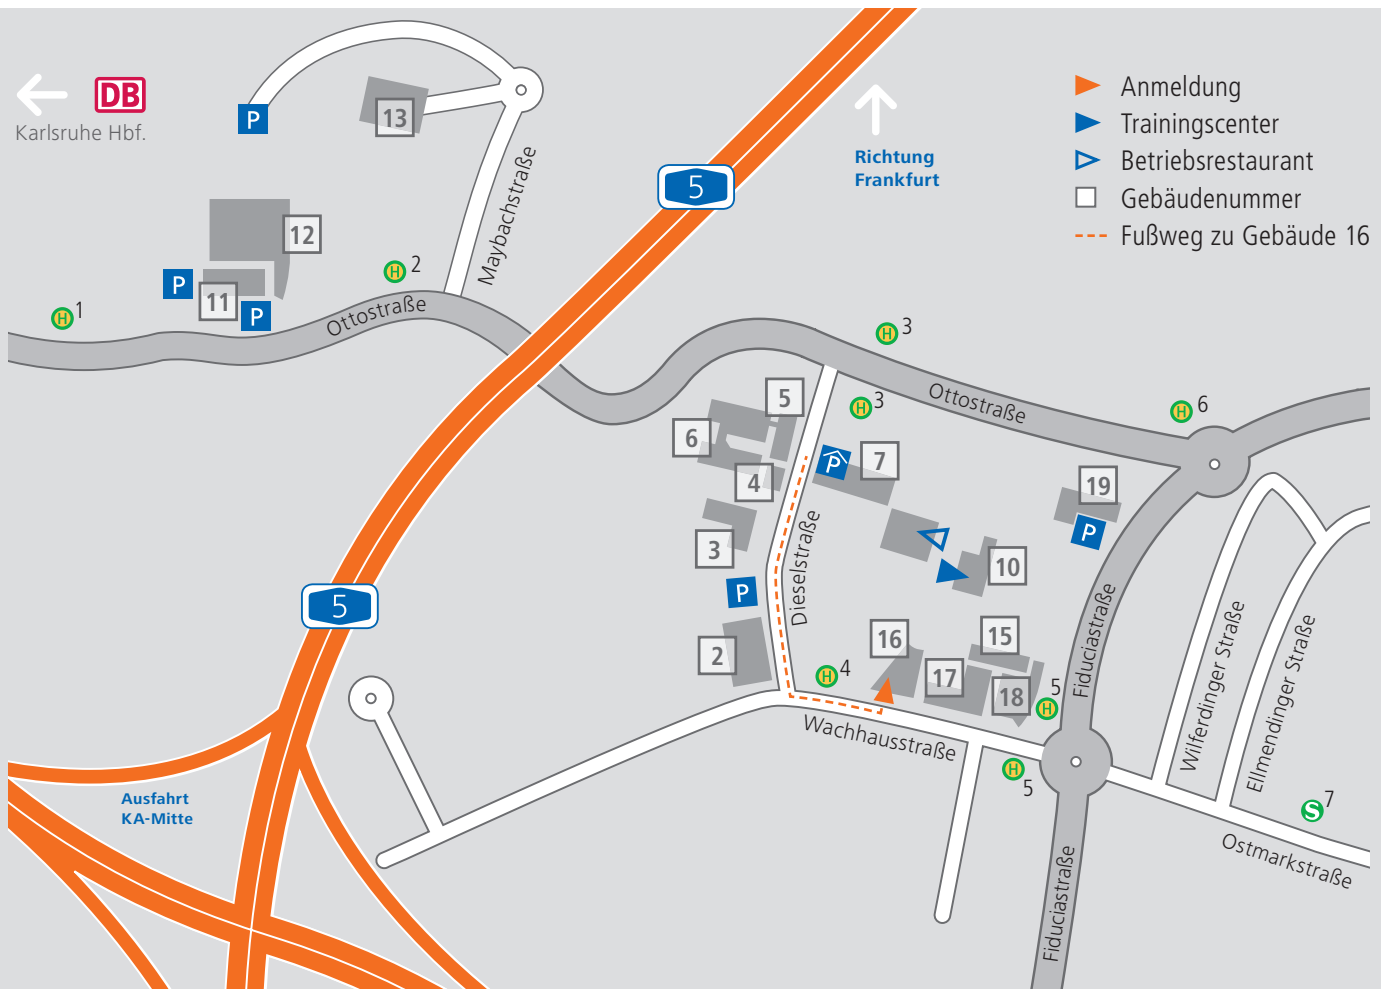 DB
Karlsruhe Hbf.
P
13
Maybachstraße
5
Richtung
Frankfurt
Anmeldung
Trainingscenter
Betriebsrestaurant
Gebäudenummer
Fußweg zu Gebäude 16
12
P
11
P
H 1
H 2
Ottostraße
H 3
H 3
Ottostraße
H 6
5
6
4
P
7
19
P
3
Dieselstraße
10
5
P
2
16
15
17
18
H 4
5 H
Fiduciastraße
Wilferdinger Straße
Ellmendinger Straße
Wachhausstraße
H 5
S 7
Ostmarkstraße
Fiduciastraße
Ausfahrt
KA-Mitte